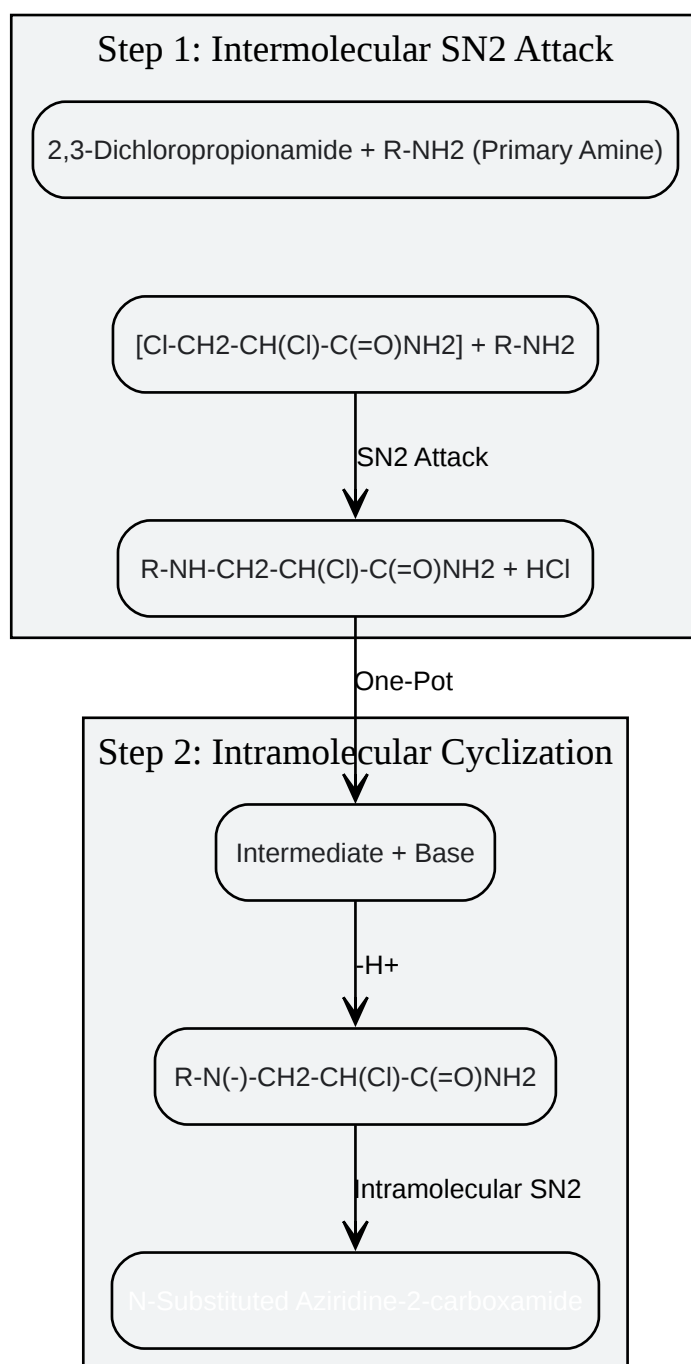 Step 1: Intermolecular SN2 Attack
2,3-Dichloropropionamide + R-NH2 (Primary Amine)
[Cl-CH2-CH(Cl)-C(=O)NH2] + R-NH2
SN2 Attack
R-NH-CH2-CH(Cl)-C(=O)NH2 + HCl
One-Pot
Step 2: Intramolecular Cyclization
Intermediate + Base
-H+
R-N(-)-CH2-CH(Cl)-C(=O)NH2
Intramolecular SN2
N-Substituted Aziridine-2-carboxamide